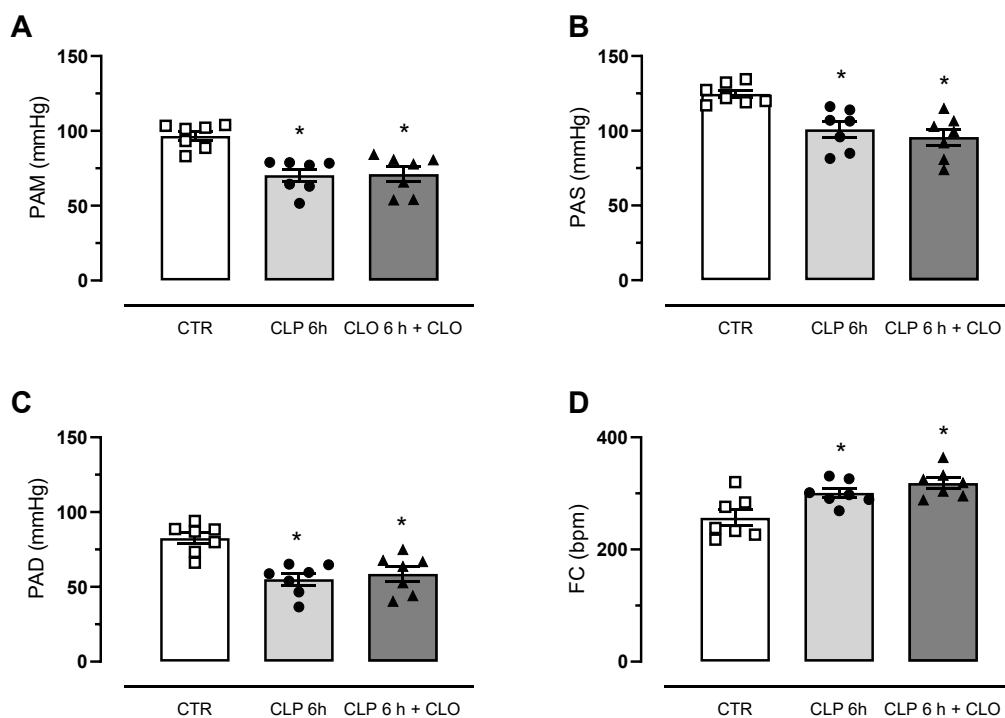 A
150
100
50
0
PAM (mmHg)
*
*
CTR
CLP 6h
CLO 6 h + CLO
B
150
100
50
0
PAS (mmHg)
*
*
CTR
CLP 6h
CLP 6 h + CLO
C
150
100
50
0
PAD (mmHg)
*
*
CTR
CLP 6h
CLP 6 h + CLO
D
400
200
0
FC (bpm)
*
*
CTR
CLP 6h
CLP 6 h + CLO